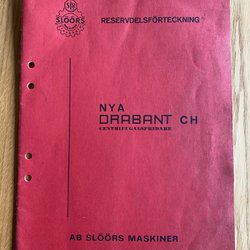 SLÖÖRS
RESERVDELSFÖRTECKNING
NYA
DRABANT CH
CENTRIFUGALSPRIDARE
AB SLÖÖRS MASKINER